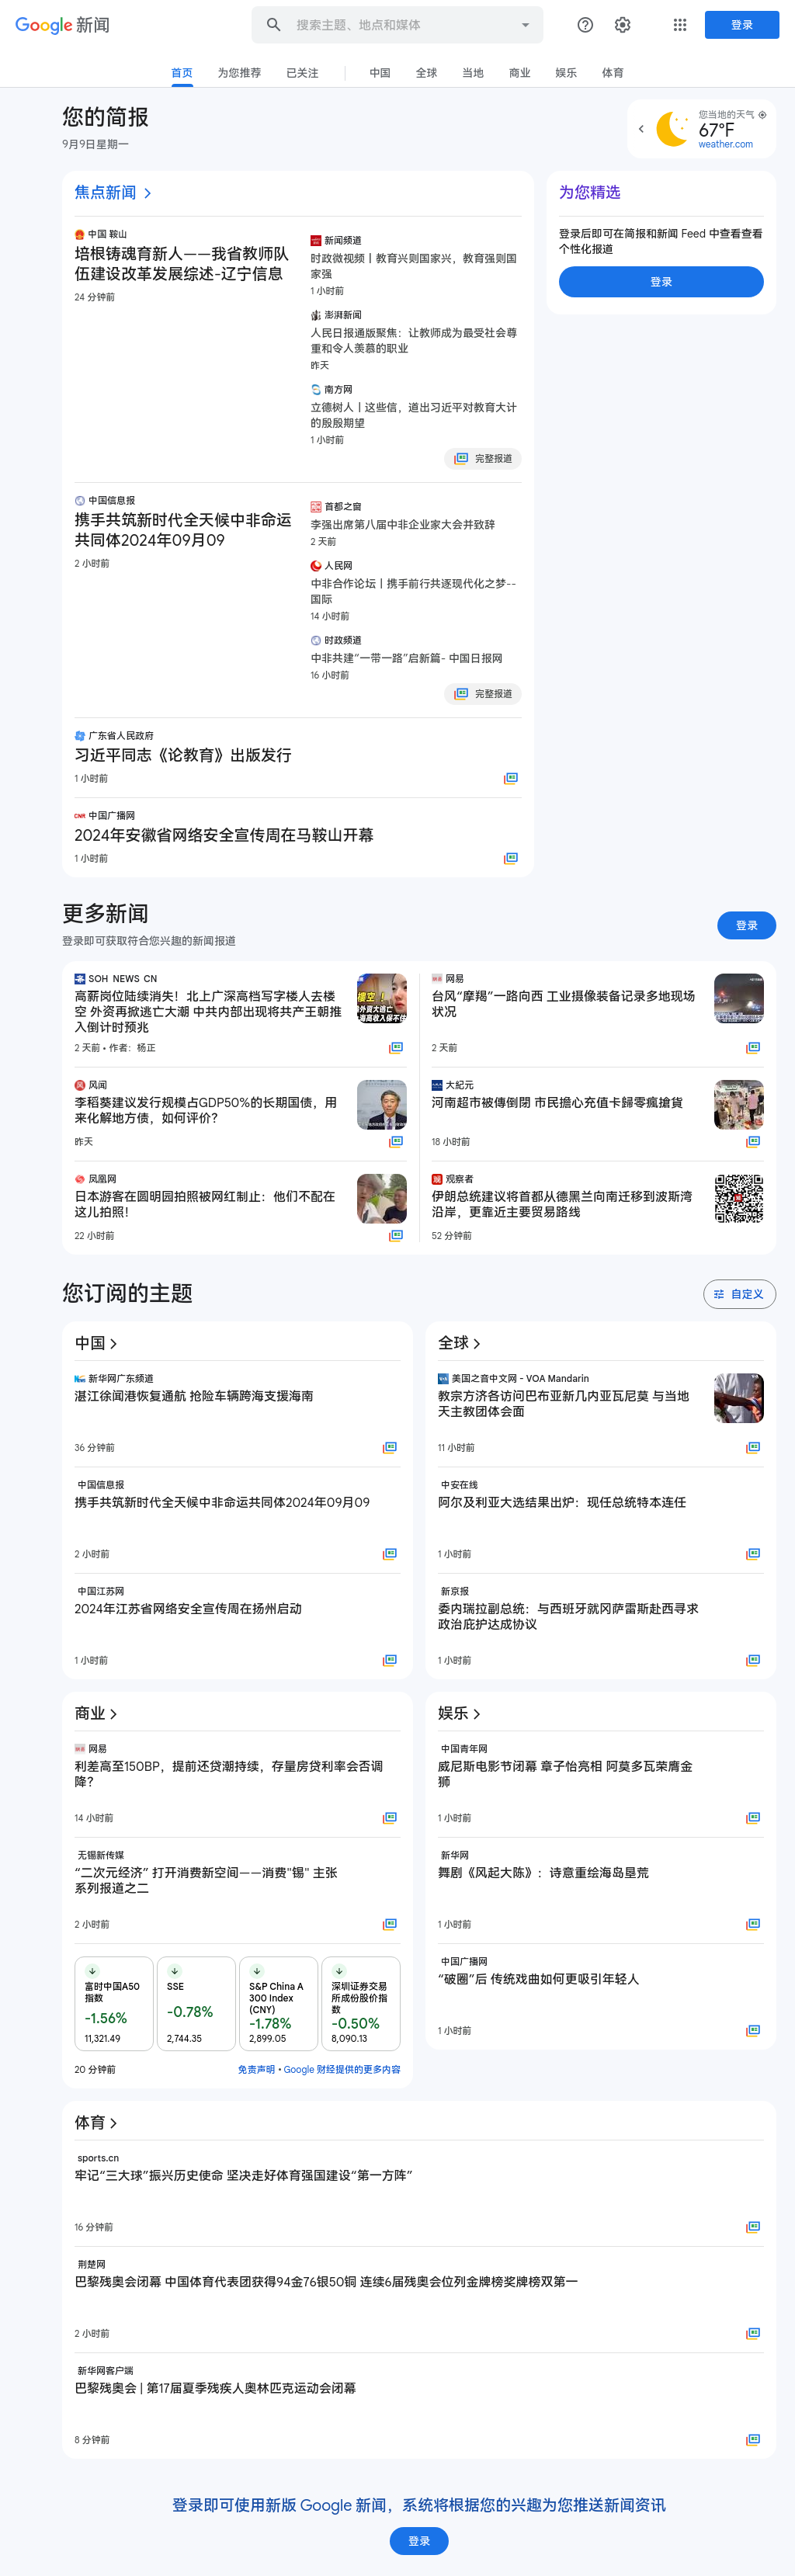 Google 新闻
搜索主题、地点和媒体
登录
首页
为您推荐
已关注
中国
全球
当地
商业
娱乐
体育
您的简报
9月9日星期一
您当地的天气
67°F
weather.com
焦点新闻
中国 鞍山
培根铸魂育新人——我省教师队
伍建设改革发展综述-辽宁信息
24 分钟前
新闻频道
时政微视频丨教育兴则国家兴，教育强则国
家强
1 小时前
澎湃新闻
人民日报通版聚焦：让教师成为最受社会尊
重和令人羡慕的职业
昨天
南方网
立德树人丨这些信，道出习近平对教育大计
的殷殷期望
1 小时前
完整报道
中国信息报
携手共筑新时代全天候中非命运
共同体2024年09月09
2 小时前
首都之窗
李强出席第八届中非企业家大会并致辞
2 天前
人民网
中非合作论坛丨携手前行共逐现代化之梦--
国际
14 小时前
时政频道
中非共建“一带一路”启新篇- 中国日报网
16 小时前
完整报道
广东省人民政府
习近平同志《论教育》出版发行
1 小时前
中国广播网
2024年安徽省网络安全宣传周在马鞍山开幕
1 小时前
为您精选
登录后即可在简报和新闻 Feed 中查看查看
个性化报道
登录
更多新闻
登录即可获取符合您兴趣的新闻报道
登录
SOH NEWS CN
高薪岗位陆续消失！北上广深高档写字楼人去楼
空 外资再掀逃亡大潮 中共内部出现将共产王朝推
入倒计时预兆
2 天前 • 作者：杨正
网易
台风“摩羯”一路向西 工业摄像装备记录多地现场
状况
2 天前
风闻
李稻葵建议发行规模占GDP50%的长期国债，用
来化解地方债，如何评价？
昨天
大紀元
河南超市被傳倒閉 市民擔心充值卡歸零瘋搶貨
18 小时前
凤凰网
日本游客在圆明园拍照被网红制止：他们不配在
这儿拍照！
22 小时前
观察者
伊朗总统建议将首都从德黑兰向南迁移到波斯湾
沿岸，更靠近主要贸易路线
52 分钟前
您订阅的主题
自定义
中国
新华网广东频道
湛江徐闻港恢复通航 抢险车辆跨海支援海南
36 分钟前
中国信息报
携手共筑新时代全天候中非命运共同体2024年09月09
2 小时前
中国江苏网
2024年江苏省网络安全宣传周在扬州启动
1 小时前
全球
美国之音中文网 - VOA Mandarin
教宗方济各访问巴布亚新几内亚瓦尼莫 与当地
天主教团体会面
11 小时前
中安在线
阿尔及利亚大选结果出炉：现任总统特本连任
1 小时前
新京报
委内瑞拉副总统：与西班牙就冈萨雷斯赴西寻求
政治庇护达成协议
1 小时前
商业
网易
利差高至150BP，提前还贷潮持续，存量房贷利率会否调
降？
14 小时前
无锡新传媒
“二次元经济” 打开消费新空间——消费"锡" 主张
系列报道之二
2 小时前
富时中国A50
指数
-1.56%
11,321.49
SSE
-0.78%
2,744.35
S&P China A
300 Index
(CNY)
-1.78%
2,899.05
深圳证券交易
所成份股价指
数
-0.50%
8,090.13
20 分钟前
免责声明 • Google 财经提供的更多内容
娱乐
中国青年网
威尼斯电影节闭幕 章子怡亮相 阿莫多瓦荣膺金
狮
1 小时前
新华网
舞剧《风起大陈》：诗意重绘海岛垦荒
1 小时前
中国广播网
“破圈”后 传统戏曲如何更吸引年轻人
1 小时前
体育
sports.cn
牢记“三大球”振兴历史使命 坚决走好体育强国建设“第一方阵”
16 分钟前
荆楚网
巴黎残奥会闭幕 中国体育代表团获得94金76银50铜 连续6届残奥会位列金牌榜奖牌榜双第一
2 小时前
新华网客户端
巴黎残奥会 | 第17届夏季残疾人奥林匹克运动会闭幕
8 分钟前
登录即可使用新版 Google 新闻，系统将根据您的兴趣为您推送新闻资讯
登录